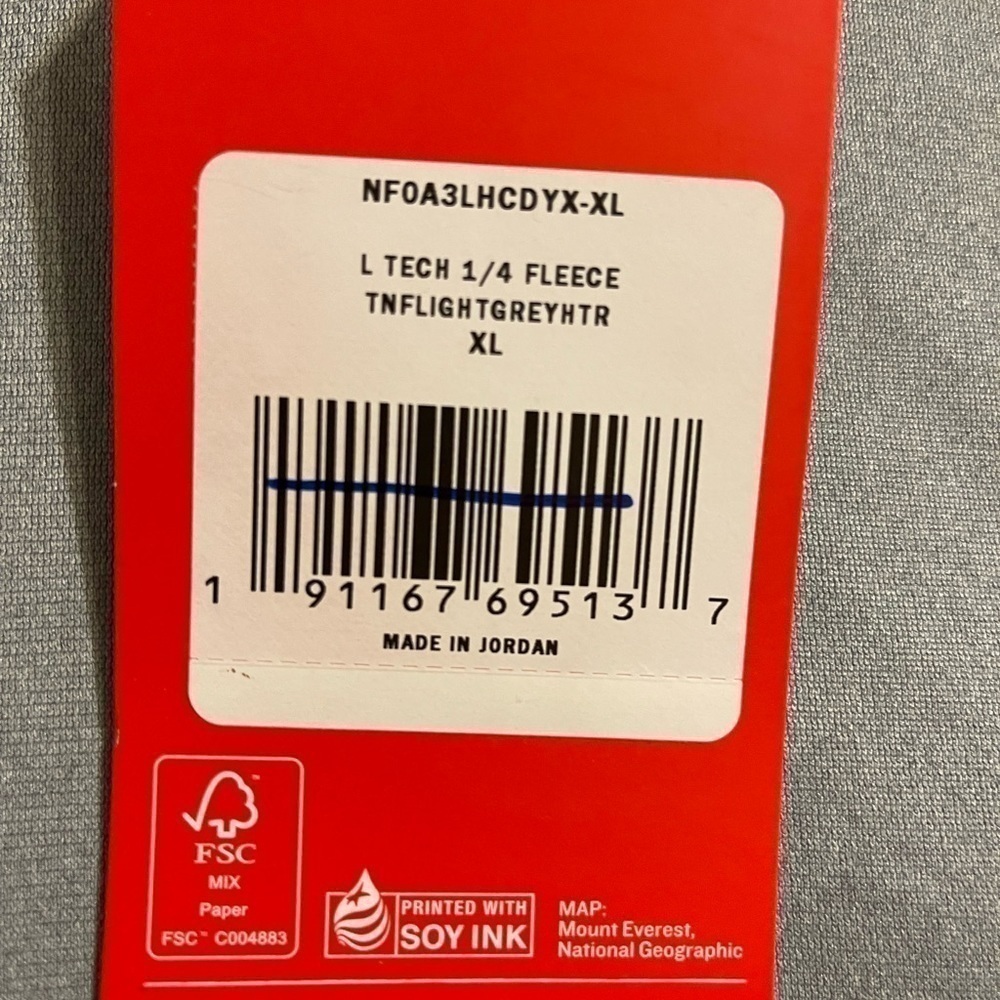 NF0A3LHCDYX-XL
L TECH 1/4 FLEECE
TNFLIGHTGREYHTR
XL
1 91167 69513 7
MADE IN JORDAN
FSC™
MIX
Paper
FSC™ C004883
PRINTED WITH
SOY INK
MAP:
Mount Everest,
National Geographic